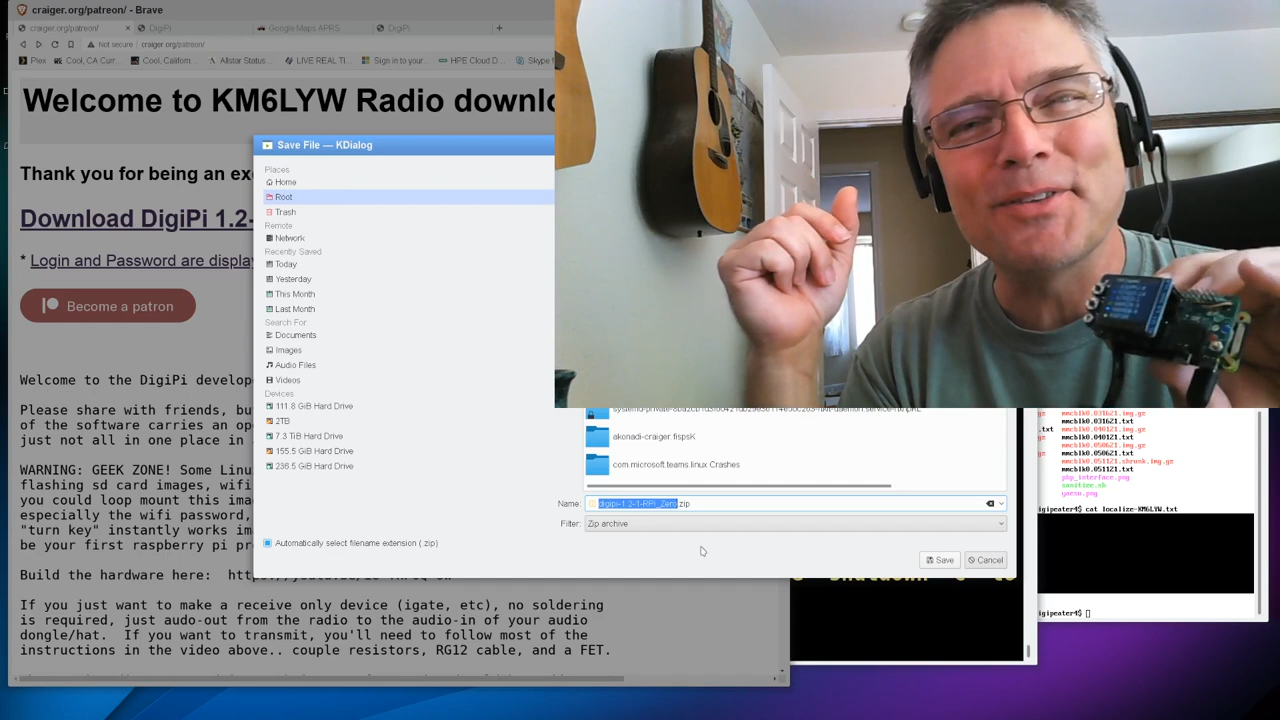 craiger.org/patreon/ - Brave
craiger.org/patreon/ × DigiPi Google Maps APRS DigiPi +
Not secure craiger.org/patreon/
Plex Cool, CA Curr... Cool, Californ... Allstar Status... LIVE REAL TI... Sign in to your... HPE Cloud D... Skype f
Welcome to KM6LYW Radio downlo
Save File — KDialog
Thank you for being an ex
Download DigiPi 1.2-
* Login and Password are displa
Become a patron
Places
Home
Root
Trash
Remote
Network
Recently Saved
Today
Yesterday
This Month
Last Month
Search For
Documents
Images
Audio Files
Videos
Devices
111.8 GiB Hard Drive
2TB
7.3 TiB Hard Drive
155.5 GiB Hard Drive
236.5 GiB Hard Drive
akonadi-craiger.fispsK
com.microsoft.teams.linux Crashes
Name: digipi-1.2-1-RPi_Zero.zip
Filter: Zip archive
Automatically select filename extension (.zip)
Save Cancel
Welcome to the DigiPi develope
Please share with friends, bu
of the software carries an ope
just not all in one place in
WARNING: GEEK ZONE! Some Linu
flashing sd card images, wifi
you could loop mount this ima
especially the wifi password,
"turn key" instantly works im
be your first raspberry pi pr
Build the hardware here:
If you just want to make a receive only device (igate, etc), no soldering
is required, just audo-out from the radio to the audio-in of your audio
dongle/hat. If you want to transmit, you'll need to follow most of the
instructions in the video above.. couple resistors, RG12 cable, and a FET.
mmcblk0.031621.img.gz
mmcblk0.031621.txt
.txt mmcblk0.040121.img.gz
mmcblk0.040121.txt
mmcblk0.050621.img.gz
mmcblk0.050621.txt
mmcblk0.051121.shrunk.img.gz
mmcblk0.051121.txt
php_interface.png
sanitize.sh
yaesu.png
digipeater4$ cat localize-KM6LYW.txt
digipeater4$